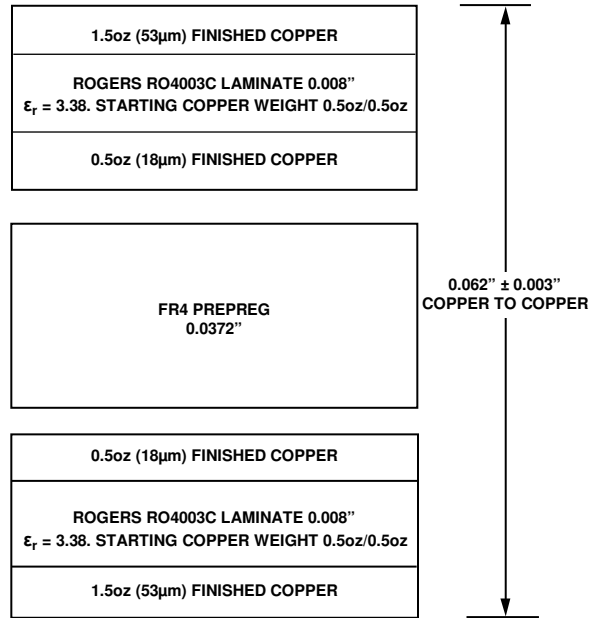 1.5oz (53µm) FINISHED COPPER
ROGERS RO4003C LAMINATE 0.008”
εr = 3.38. STARTING COPPER WEIGHT 0.5oz/0.5oz
0.5oz (18µm) FINISHED COPPER
FR4 PREPREG
0.0372”
0.062” ± 0.003”
COPPER TO COPPER
0.5oz (18µm) FINISHED COPPER
ROGERS RO4003C LAMINATE 0.008”
εr = 3.38. STARTING COPPER WEIGHT 0.5oz/0.5oz
1.5oz (53µm) FINISHED COPPER